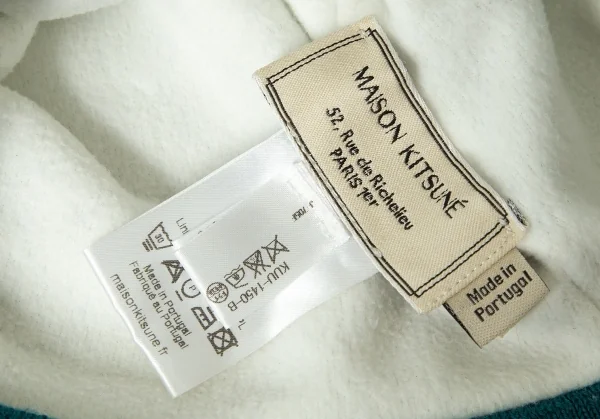 MAISON KITSUNÉ
52, Rue de Richelieu
PARIS 1er
Made in
Portugal
30
KUU-1450-B
Made in Portugal
Fabriqué au Portugal
maisonkitsune.fr